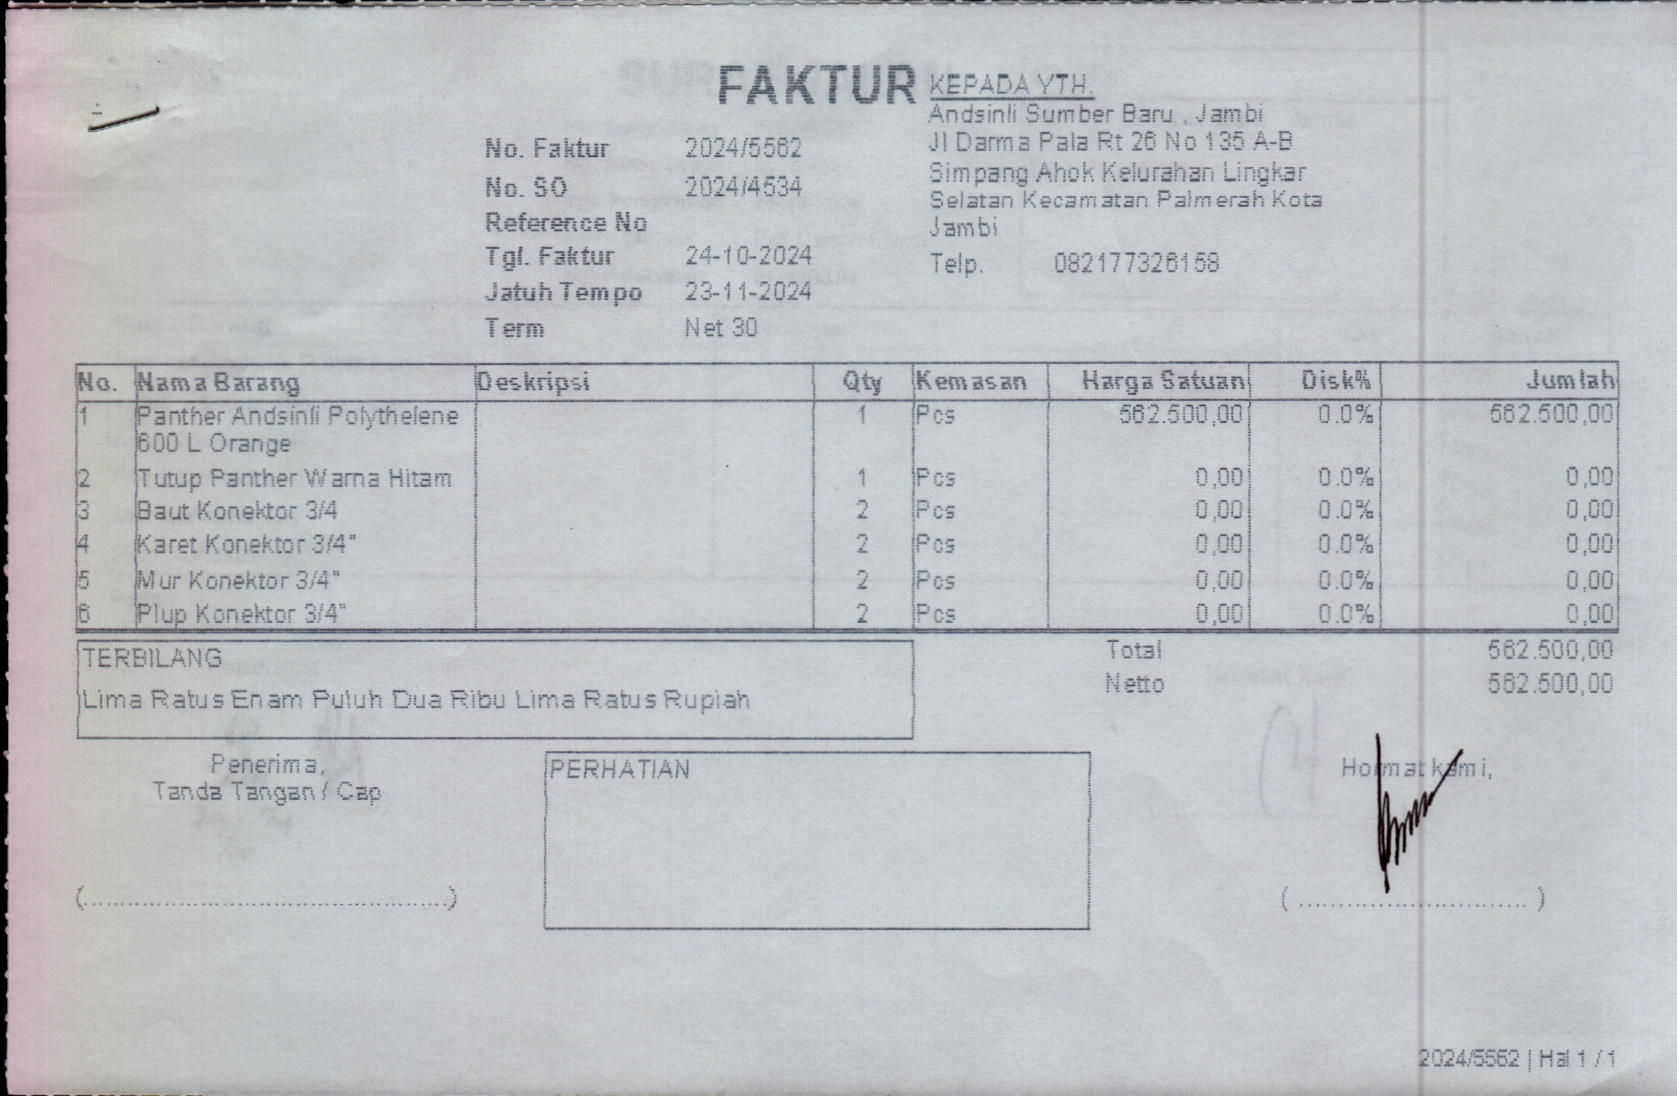 FAKTUR
KEPADA YTH.
Andsinli Sumber Baru , Jambi
Jl Darma Pala Rt 26 No 135 A-B
Simpang Ahok Kelurahan Lingkar
Selatan Kecamatan Palmerah Kota
Jambi
Telp. 082177326158
No. Faktur 2024/5562
No. SO 2024/4534
Reference No
Tgl. Faktur 24-10-2024
Jatuh Tempo 23-11-2024
Term Net 30
No. Nama Barang Deskripsi Qty Kemasan Harga Satuan Disk% Jumlah
1 Panther Andsinli Polythelene 1 Pcs 562.500,00 0.0% 562.500,00
600 L Orange
2 Tutup Panther Warna Hitam 1 Pcs 0,00 0.0% 0,00
3 Baut Konektor 3/4 2 Pcs 0,00 0.0% 0,00
4 Karet Konektor 3/4" 2 Pcs 0,00 0.0% 0,00
5 Mur Konektor 3/4" 2 Pcs 0,00 0.0% 0,00
6 Plup Konektor 3/4" 2 Pcs 0,00 0.0% 0,00
TERBILANG
Lima Ratus Enam Puluh Dua Ribu Lima Ratus Rupiah
Total 562.500,00
Netto 562.500,00
Penerima,
Tanda Tangan / Cap
(................................................)
PERHATIAN
Hormat kami,
( ............................. )
2024/5562 | Hal 1 / 1